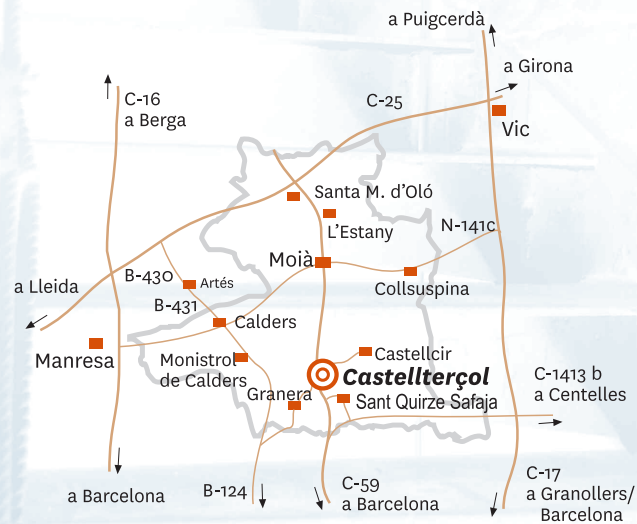 a Puigcerdà
a Girona
C-16
a Berga
C-25
Vic
Santa M. d'Oló
L'Estany
N-141c
Moià
B-430
Artés
a Lleida
Collsuspina
B-431
Calders
Manresa
Monistrol
de Calders
Castellcir
Castellterçol
Granera
Sant Quirze Safaja
C-1413 b
a Centelles
a Barcelona
B-124
C-59
a Barcelona
C-17
a Granollers/
Barcelona